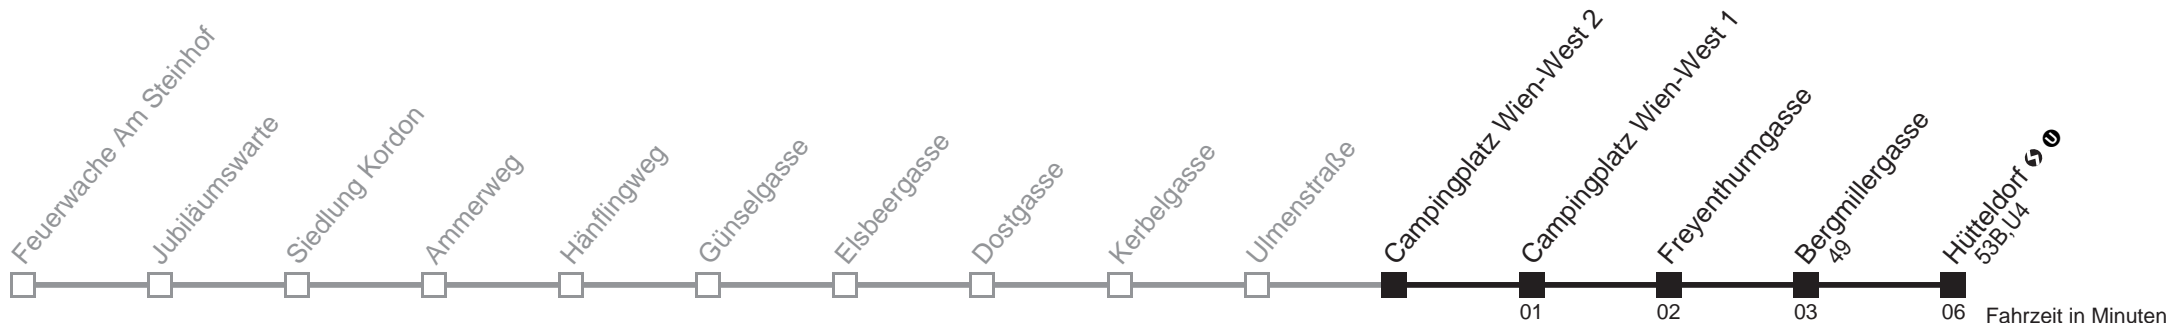 Feuerwache Am Steinhof
Jubiläumswarte
Siedlung Kordon
Ammerweg
Hänflingweg
Günselgasse
Elsbeergasse
Dostgasse
Kerbelgasse
Ulmenstraße
Campingplatz Wien-West 2
Campingplatz Wien-West 1
Freyenthurmgasse
Bergmillergasse
49
Hütteldorf S U
53B,U4
01
02
03
06
Fahrzeit in Minuten